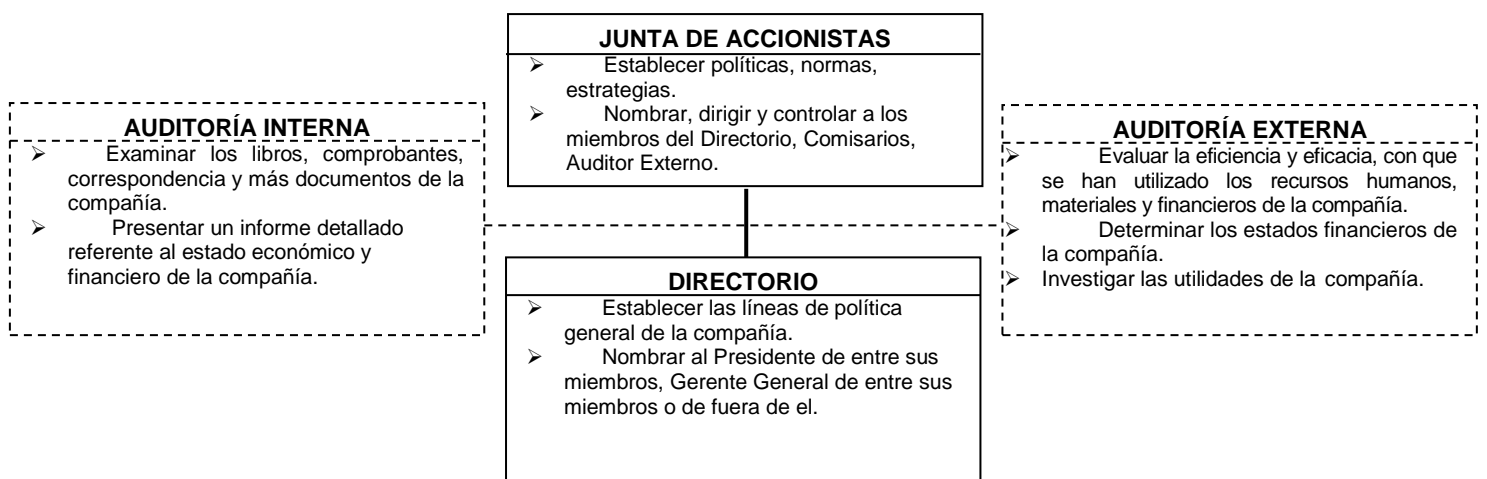 JUNTA DE ACCIONISTAS
➢ Establecer políticas, normas,
estrategias.
➢ Nombrar, dirigir y controlar a los
miembros del Directorio, Comisarios,
Auditor Externo.
AUDITORÍA INTERNA
➢ Examinar los libros, comprobantes,
correspondencia y más documentos de la
compañía.
➢ Presentar un informe detallado
referente al estado económico y
financiero de la compañía.
AUDITORÍA EXTERNA
➢ Evaluar la eficiencia y eficacia, con que
se han utilizado los recursos humanos,
materiales y financieros de la compañía.
➢ Determinar los estados financieros de
la compañía.
➢ Investigar las utilidades de la compañía.
DIRECTORIO
➢ Establecer las líneas de política
general de la compañía.
➢ Nombrar al Presidente de entre sus
miembros, Gerente General de entre sus
miembros o de fuera de el.